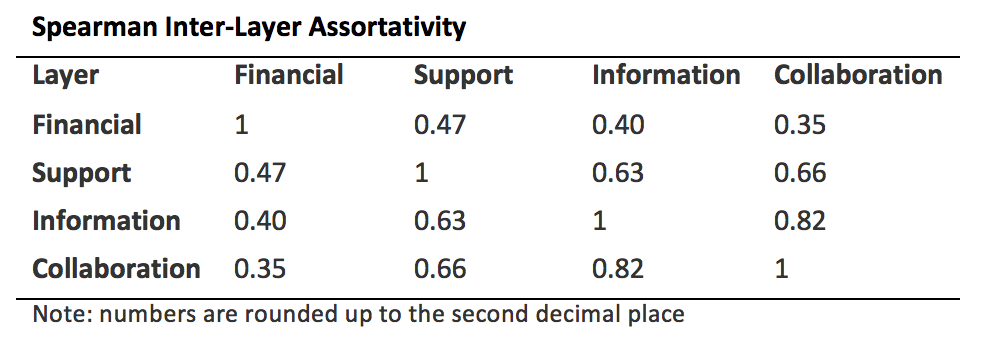 Spearman Inter-Layer Assortativity
Layer Financial Support Information Collaboration
Financial 1 0.47 0.40 0.35
Support 0.47 1 0.63 0.66
Information 0.40 0.63 1 0.82
Collaboration 0.35 0.66 0.82 1
Note: numbers are rounded up to the second decimal place